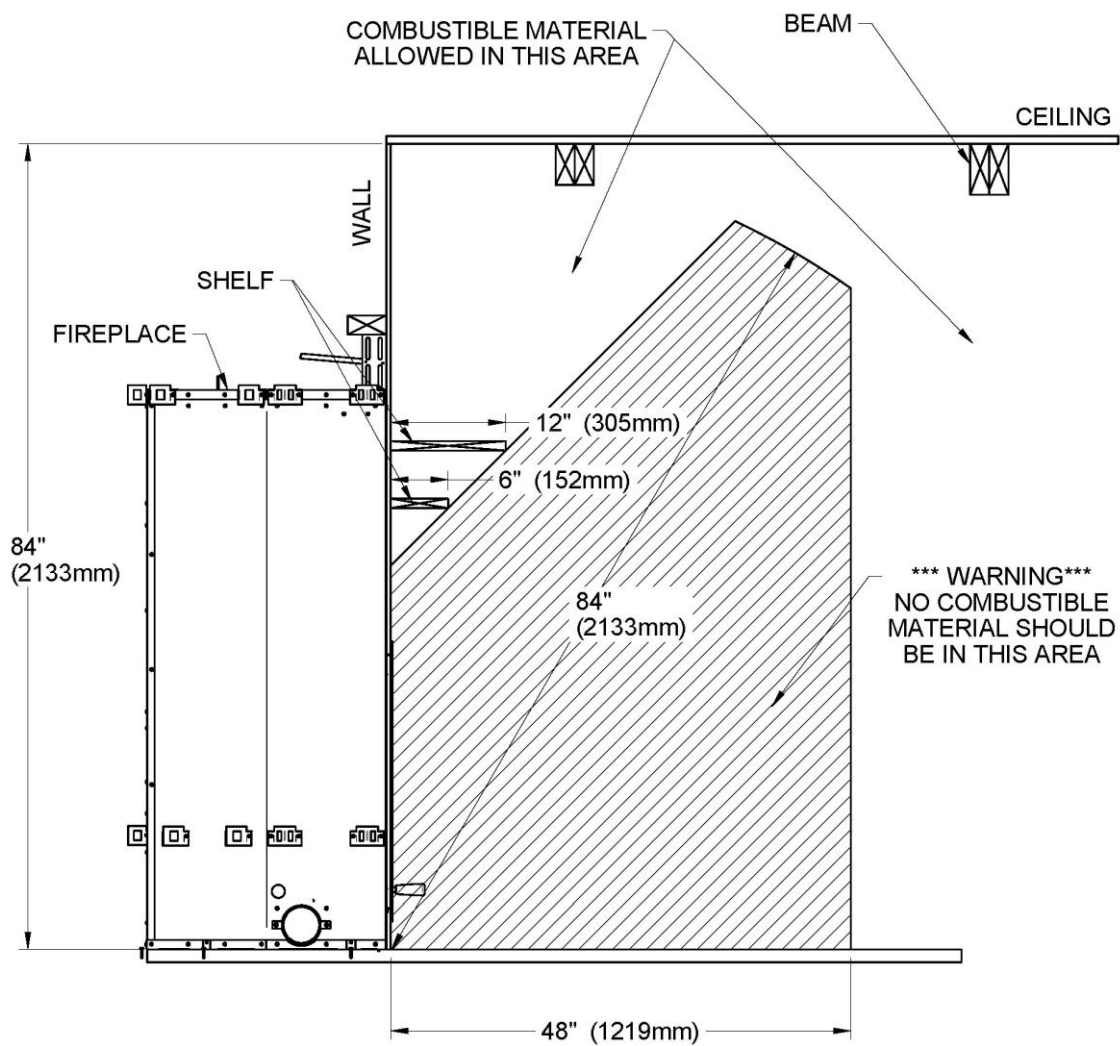 COMBUSTIBLE MATERIAL
ALLOWED IN THIS AREA
BEAM
CEILING
WALL
SHELF
FIREPLACE
12" (305mm)
6" (152mm)
84"
(2133mm)
84"
(2133mm)
*** WARNING***
NO COMBUSTIBLE
MATERIAL SHOULD
BE IN THIS AREA
48" (1219mm)